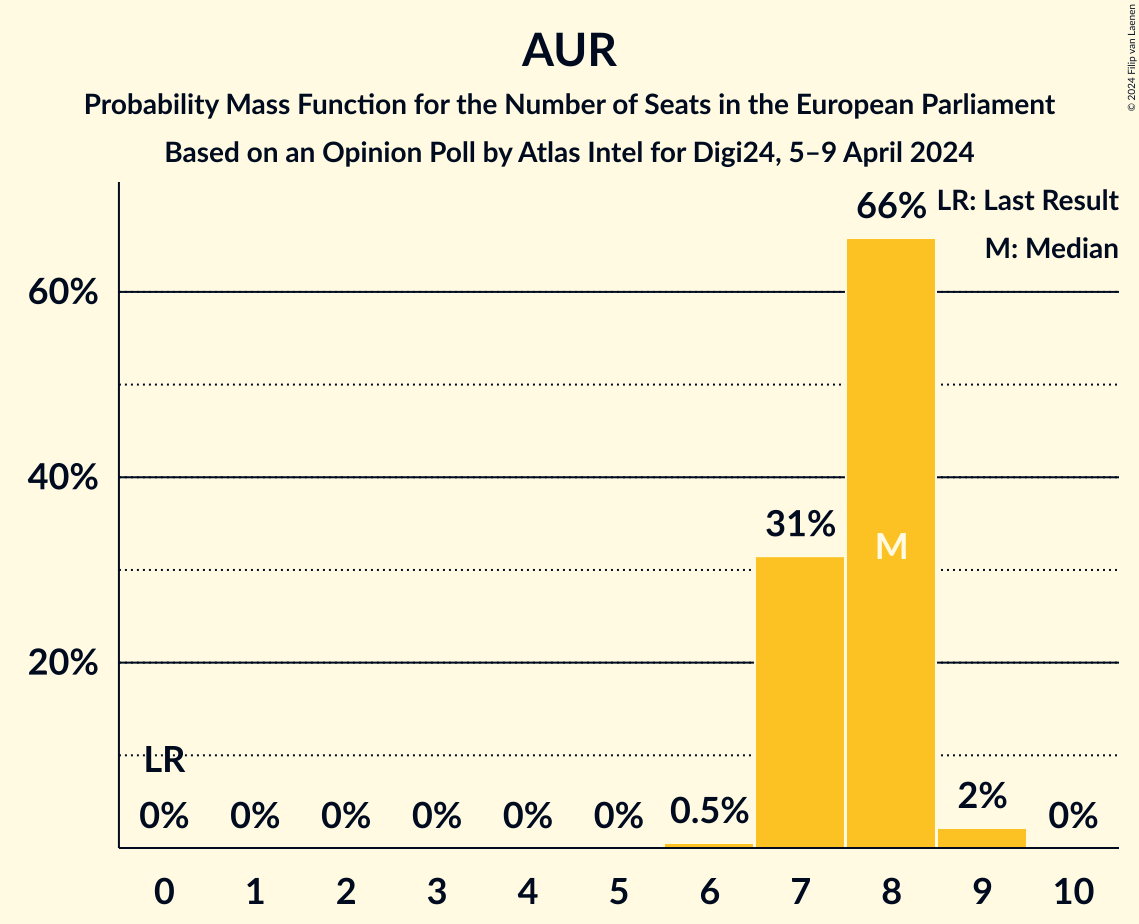 AUR
Probability Mass Function for the Number of Seats in the European Parliament
Based on an Opinion Poll by Atlas Intel for Digi24, 5–9 April 2024
© 2024 Filip van Laenen
LR: Last Result
M: Median
60%
40%
20%
LR
0%
0%
0%
0%
0%
0%
0.5%
31%
66%
M
2%
0%
0 1 2 3 4 5 6 7 8 9 10